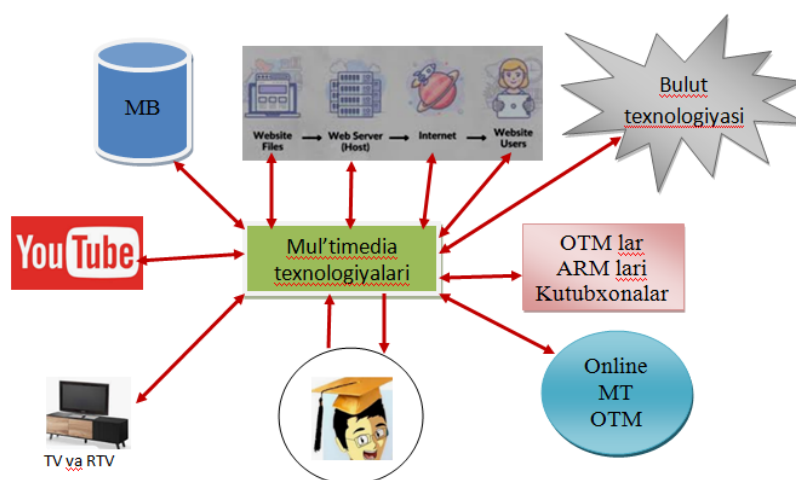 MB
Website
Files
Web Server
(Host)
Internet
Website
Users
Bulut
texnologiyasi
YouTube
Mul'timedia
texnologiyalari
OTM lar
ARM lari
Kutubxonalar
Online
MT
OTM
TV va RTV